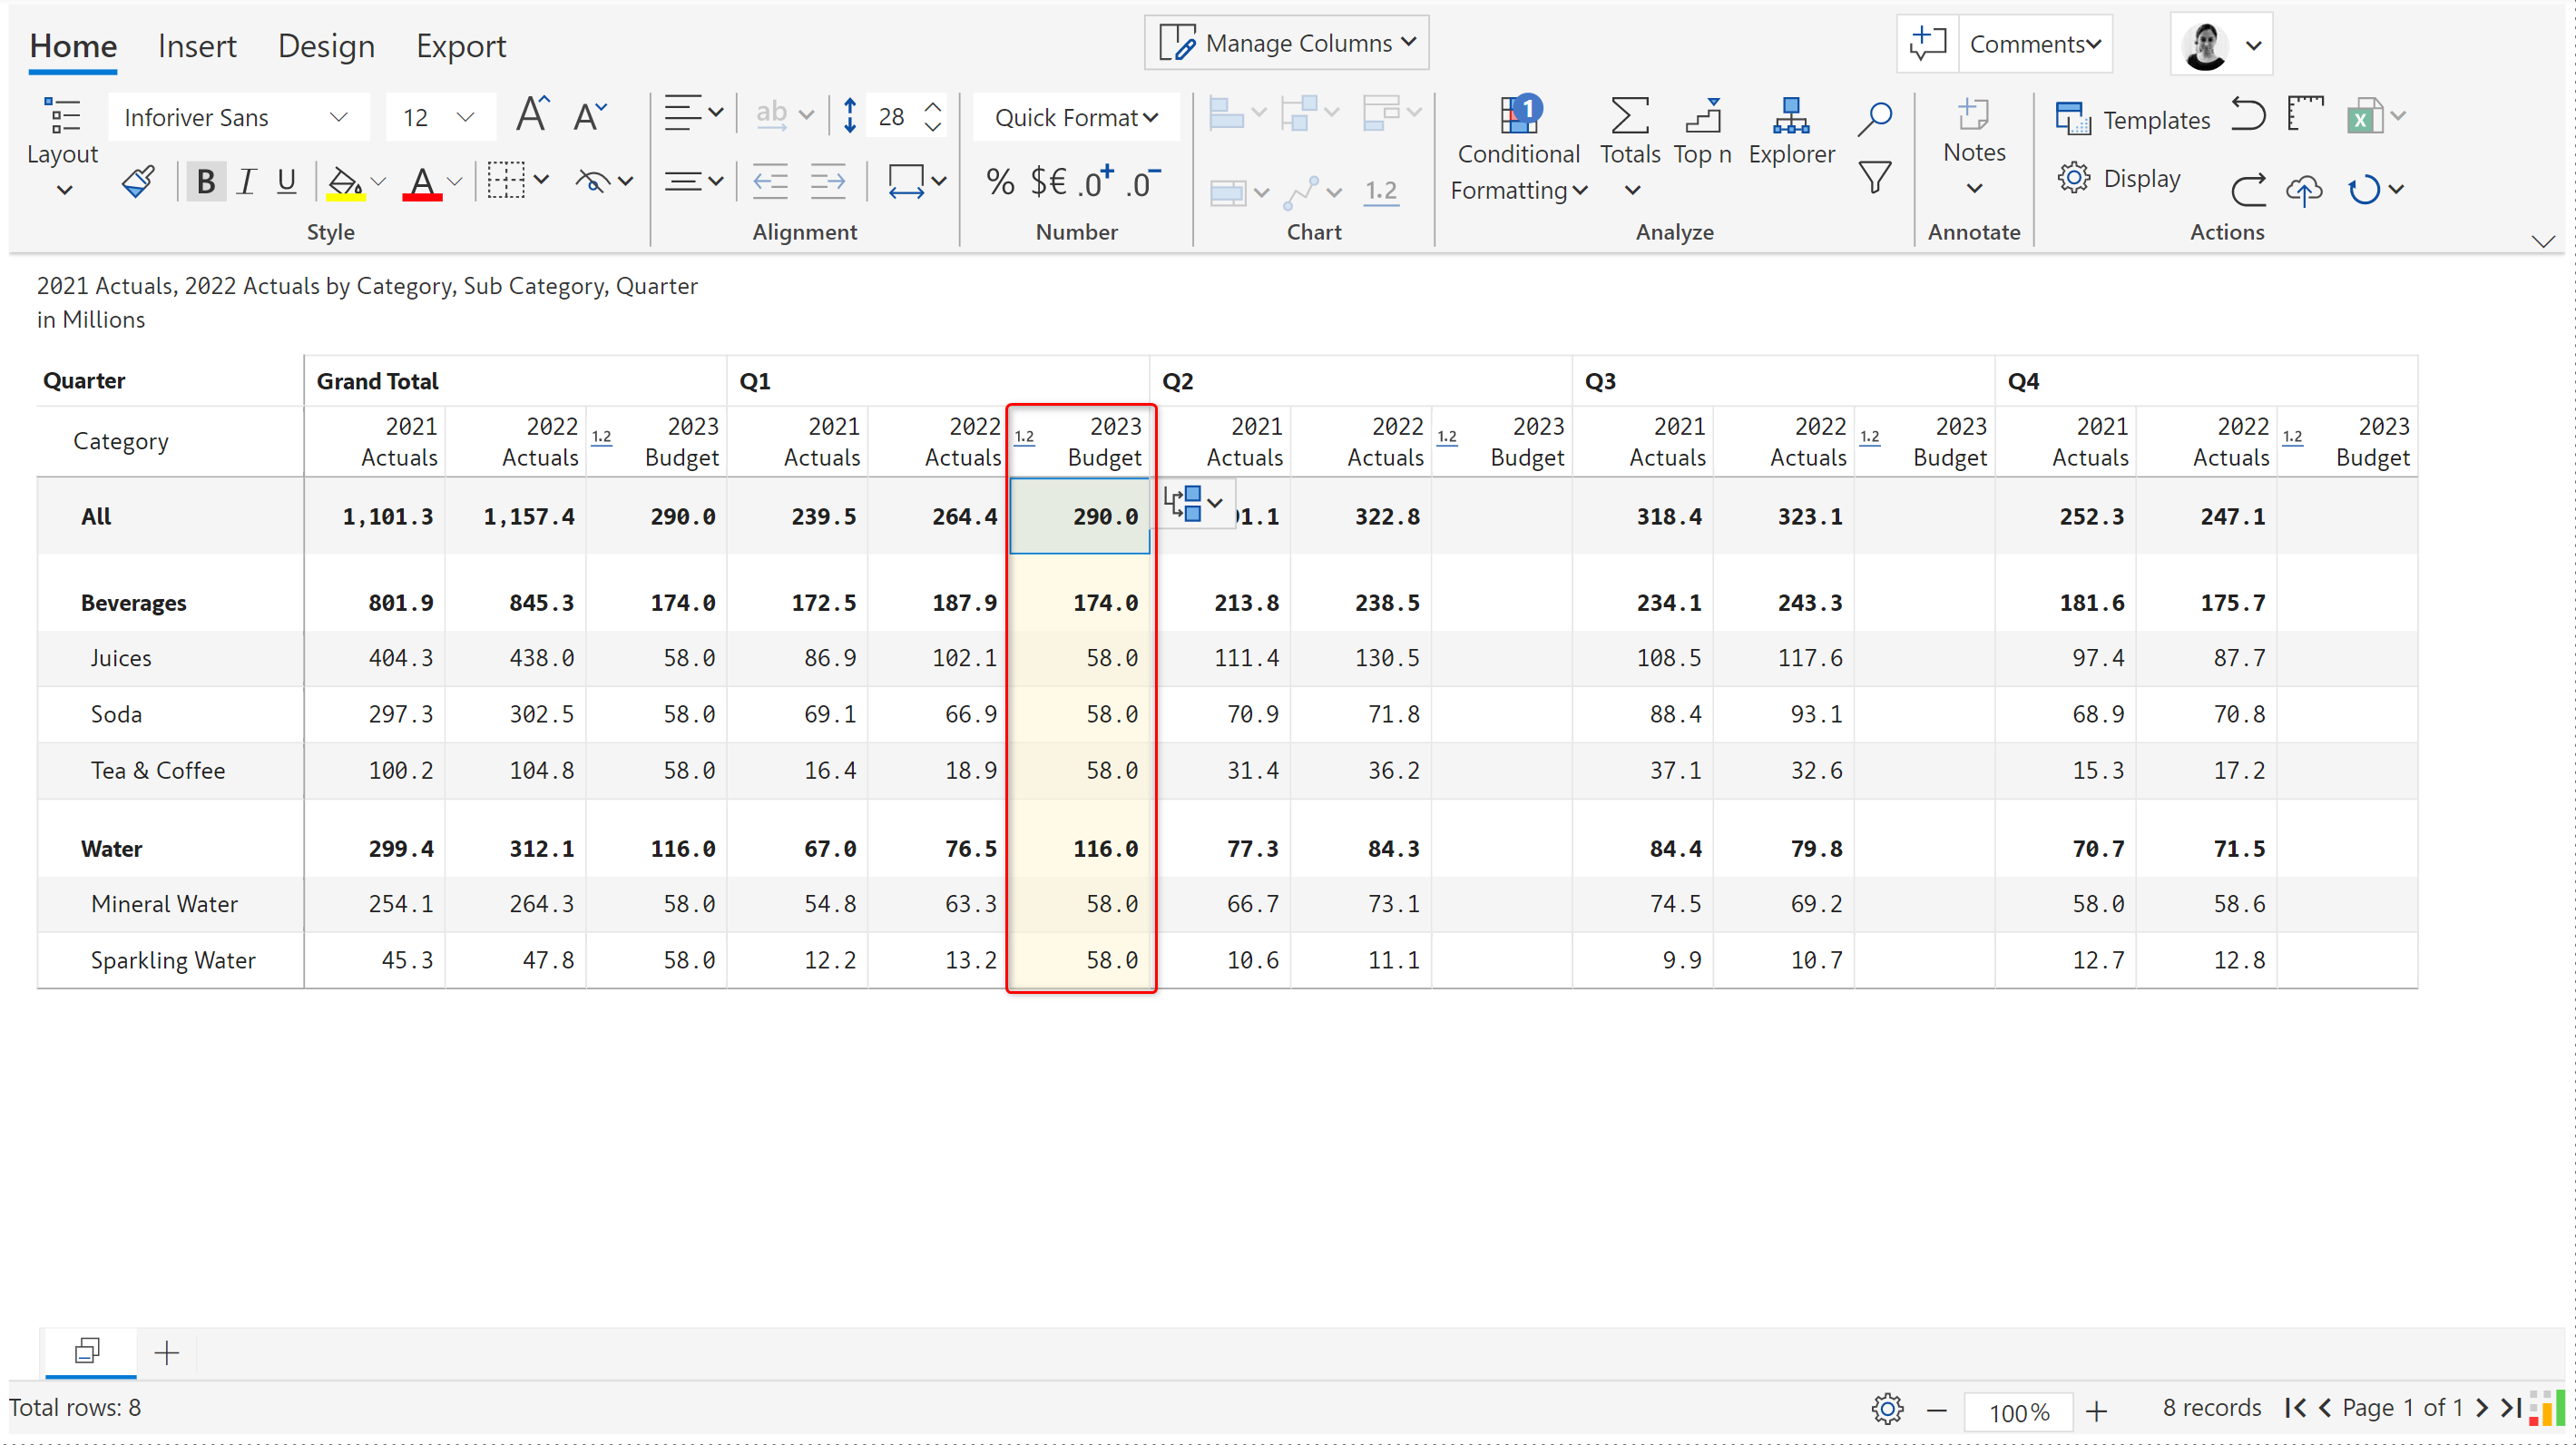 Home Insert Design Export Manage Columns Comments
Layout Inforiver Sans 12 A A ab 28 Quick Format 1 Conditional Formatting Totals Top n Explorer Notes Templates X
B I U A % $€ .0+ .0- 1.2 Display
Style Alignment Number Chart Analyze Annotate Actions
2021 Actuals, 2022 Actuals by Category, Sub Category, Quarter
in Millions
Quarter Grand Total Q1 Q2 Q3 Q4
Category 2021 Actuals 2022 Actuals 1.2 2023 Budget 2021 Actuals 2022 Actuals 1.2 2023 Budget 2021 Actuals 2022 Actuals 1.2 2023 Budget 2021 Actuals 2022 Actuals 1.2 2023 Budget 2021 Actuals 2022 Actuals 1.2 2023 Budget
All 1,101.3 1,157.4 290.0 239.5 264.4 290.0 1.1 322.8 318.4 323.1 252.3 247.1
Beverages 801.9 845.3 174.0 172.5 187.9 174.0 213.8 238.5 234.1 243.3 181.6 175.7
Juices 404.3 438.0 58.0 86.9 102.1 58.0 111.4 130.5 108.5 117.6 97.4 87.7
Soda 297.3 302.5 58.0 69.1 66.9 58.0 70.9 71.8 88.4 93.1 68.9 70.8
Tea & Coffee 100.2 104.8 58.0 16.4 18.9 58.0 31.4 36.2 37.1 32.6 15.3 17.2
Water 299.4 312.1 116.0 67.0 76.5 116.0 77.3 84.3 84.4 79.8 70.7 71.5
Mineral Water 254.1 264.3 58.0 54.8 63.3 58.0 66.7 73.1 74.5 69.2 58.0 58.6
Sparkling Water 45.3 47.8 58.0 12.2 13.2 58.0 10.6 11.1 9.9 10.7 12.7 12.8
Total rows: 8 100% 8 records Page 1 of 1